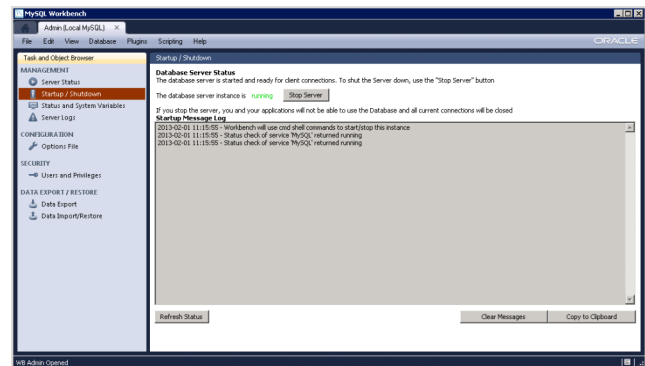 MySQL Workbench
Admin (Local MySQL) ×
File Edit View Database Plugins Scripting Help
ORACLE
Task and Object Browser
MANAGEMENT
Server Status
Startup / Shutdown
Status and System Variables
Server Logs
CONFIGURATION
Options File
SECURITY
Users and Privileges
DATA EXPORT / RESTORE
Data Export
Data Import/Restore
Startup / Shutdown
Database Server Status
The database server is started and ready for client connections. To shut the Server down, use the "Stop Server" button
The database server instance is running Stop Server
If you stop the server, you and your applications will not be able to use the Database and all current connections will be closed
Startup Message Log
2013-02-01 11:15:55 - Workbench will use cmd shell commands to start/stop this instance
2013-02-01 11:15:55 - Status check of service 'MySQL' returned running
2013-02-01 11:15:55 - Status check of service 'MySQL' returned running
Refresh Status Clear Messages Copy to Clipboard
WB Admin Opened